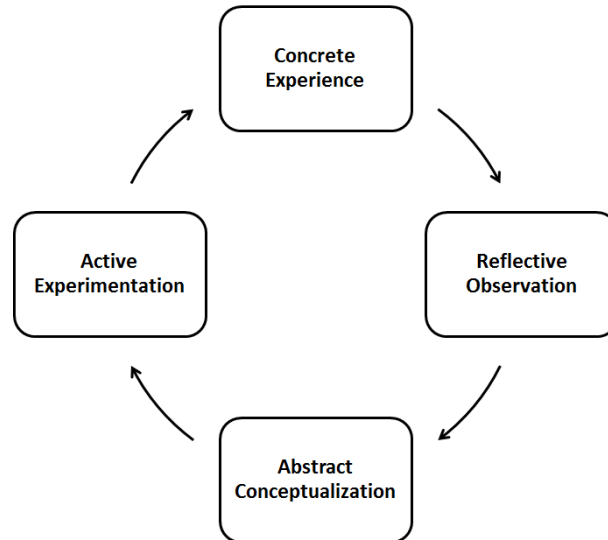 Concrete
Experience
Reflective
Observation
Abstract
Conceptualization
Active
Experimentation